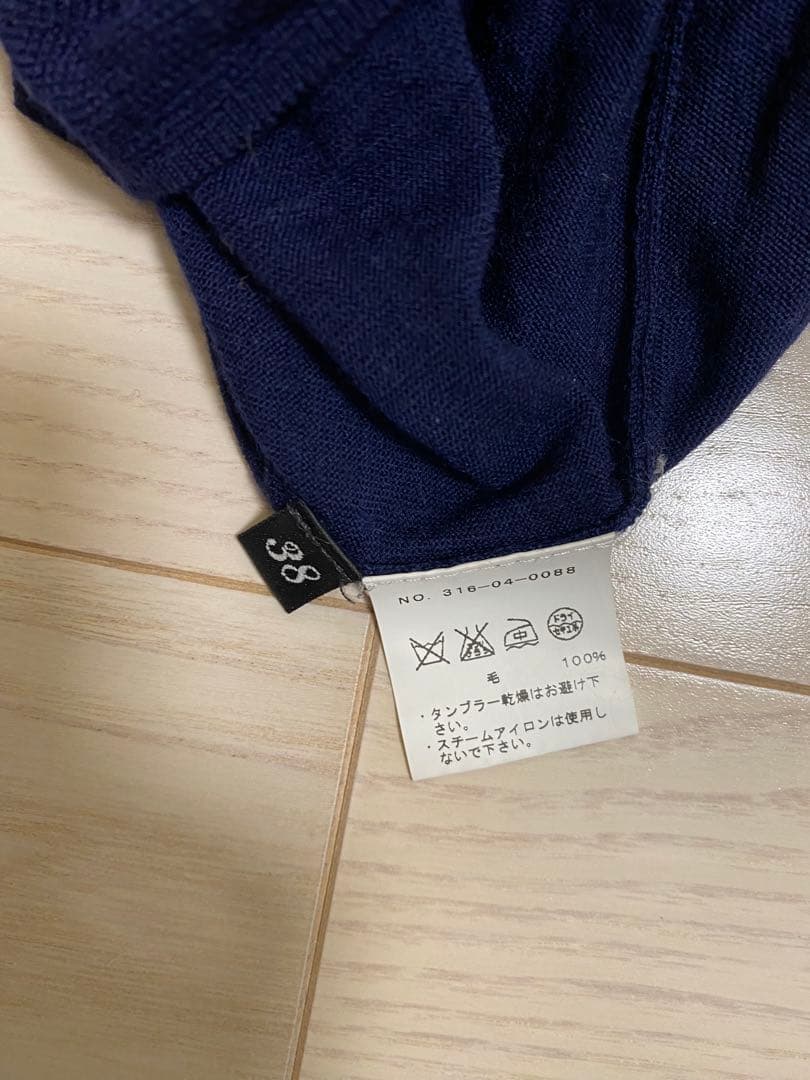 38
NO. 316-04-0088
中
ドライ
セキユ系
毛 100%
・タンブラー乾燥はお避け下
さい。
・スチームアイロンは使用し
ないで下さい。